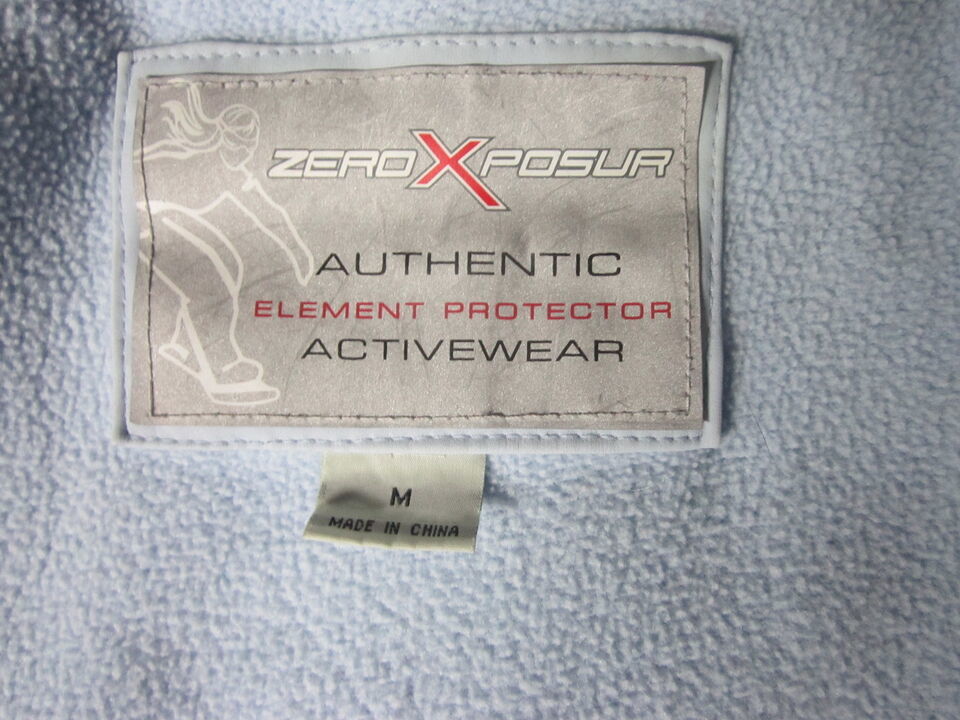 ZEROXPOSUR
AUTHENTIC
ELEMENT PROTECTOR
ACTIVEWEAR
M
MADE IN CHINA